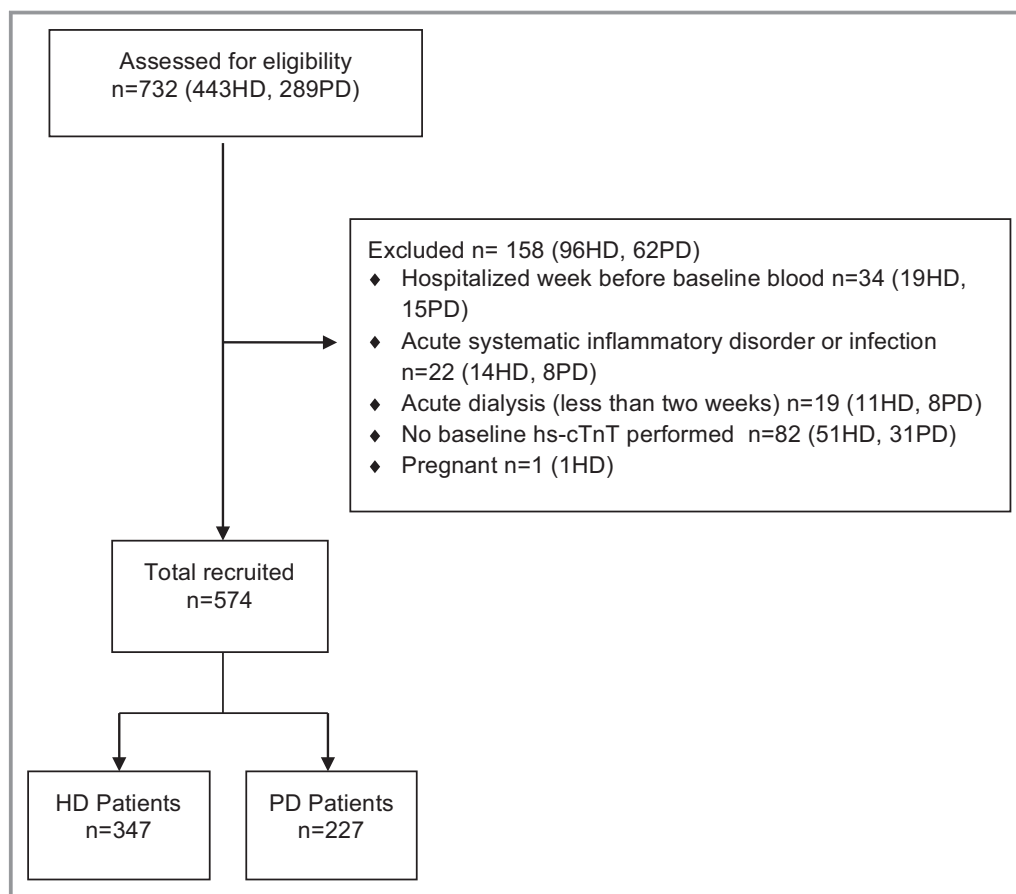 Assessed for eligibility
n=732 (443HD, 289PD)
Excluded n= 158 (96HD, 62PD)
♦ Hospitalized week before baseline blood n=34 (19HD,
15PD)
♦ Acute systematic inflammatory disorder or infection
n=22 (14HD, 8PD)
♦ Acute dialysis (less than two weeks) n=19 (11HD, 8PD)
♦ No baseline hs-cTnT performed n=82 (51HD, 31PD)
♦ Pregnant n=1 (1HD)
Total recruited
n=574
HD Patients
n=347
PD Patients
n=227